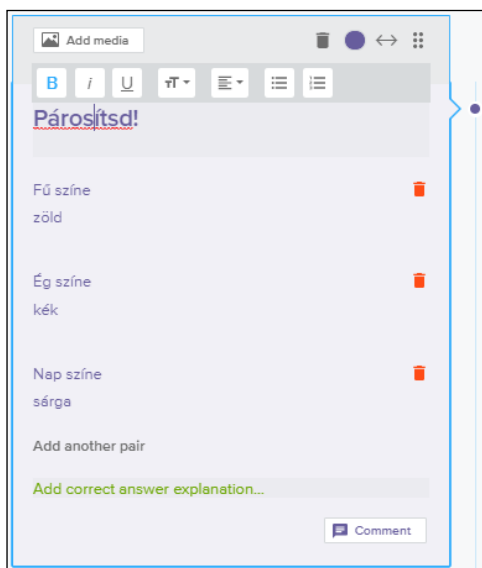 Add media
B i U тT
Párosítsd!
Fű színe
zöld
Ég színe
kék
Nap színe
sárga
Add another pair
Add correct answer explanation...
Comment